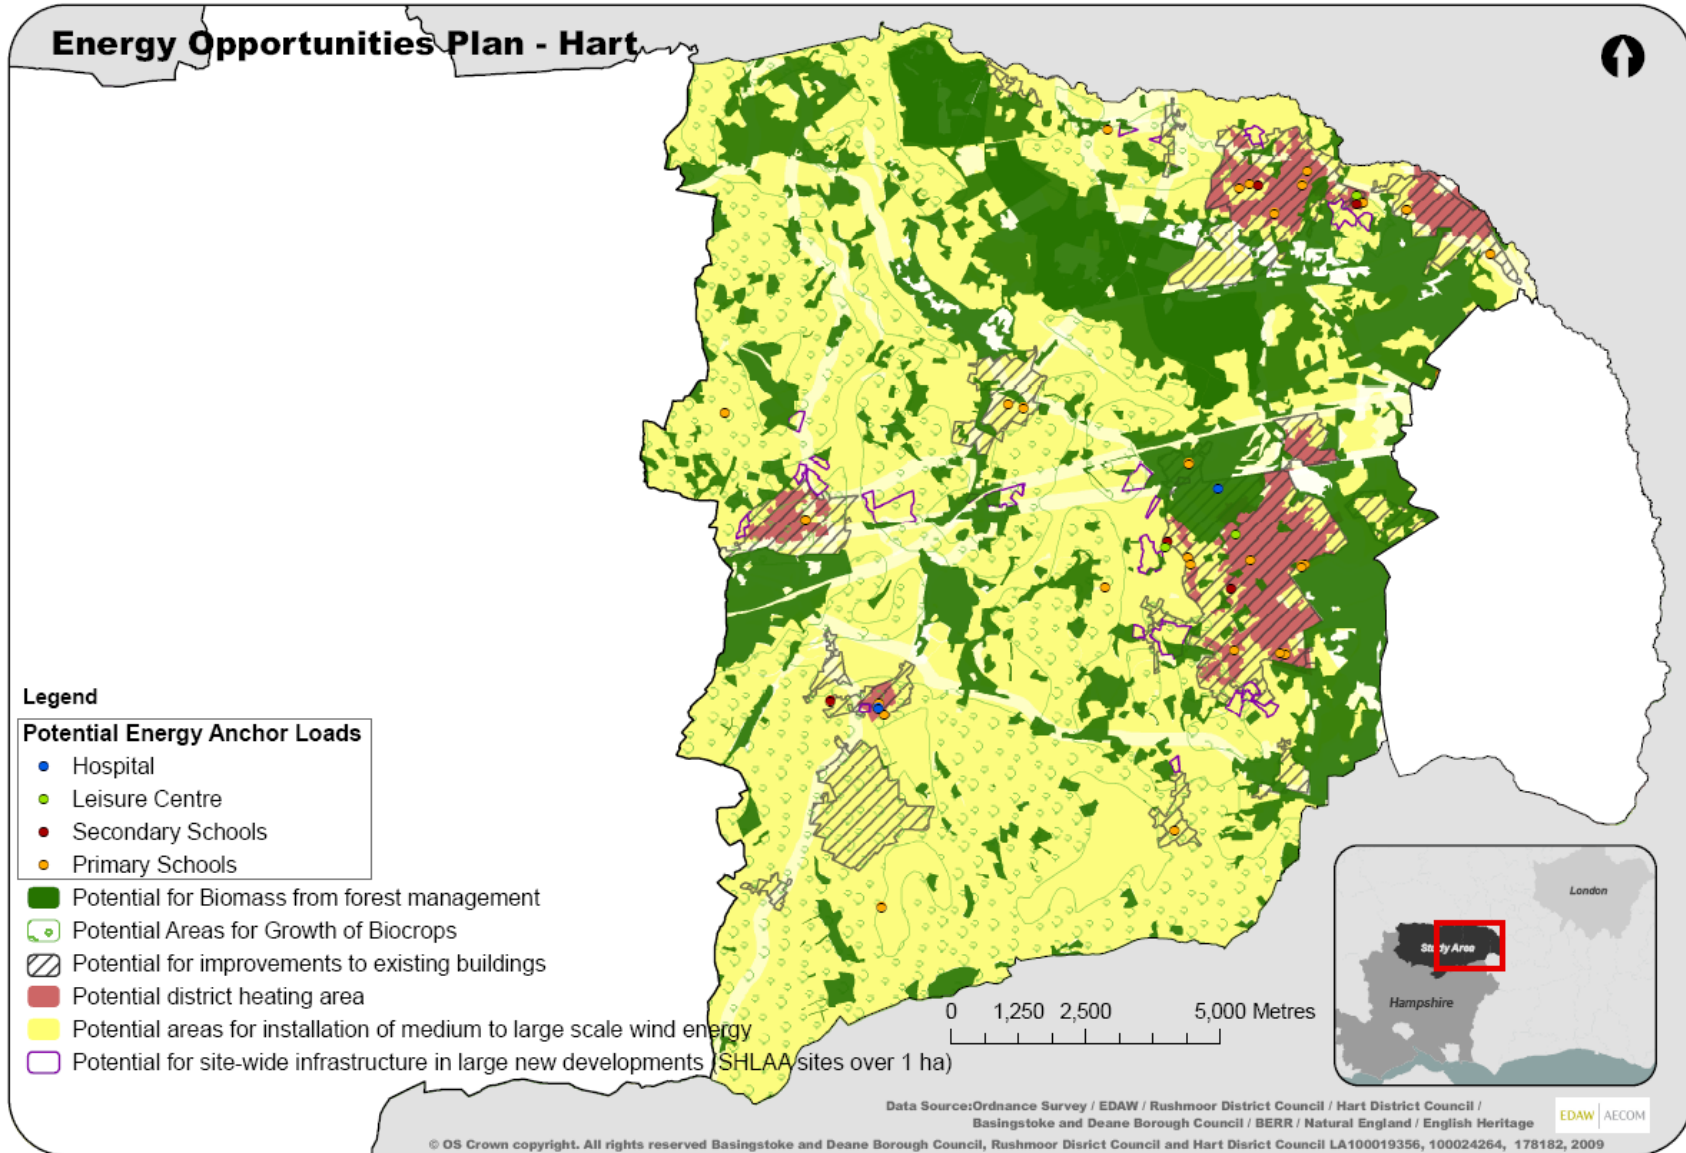 Energy Opportunities Plan - Hart
Legend
Potential Energy Anchor Loads
Hospital
Leisure Centre
Secondary Schools
Primary Schools
Potential for Biomass from forest management
Potential Areas for Growth of Biocrops
Potential for improvements to existing buildings
Potential district heating area
Potential areas for installation of medium to large scale wind energy
Potential for site-wide infrastructure in large new developments (SHLAA sites over 1 ha)
0 1,250 2,500 5,000 Metres
London
Study Area
Hampshire
Data Source:Ordnance Survey / EDAW / Rushmoor District Council / Hart District Council /
Basingstoke and Deane Borough Council / BERR / Natural England / English Heritage
EDAW AECOM
© OS Crown copyright. All rights reserved Basingstoke and Deane Borough Council, Rushmoor Disrict Council and Hart Disrict Council LA100019356, 100024264, 178182, 2009